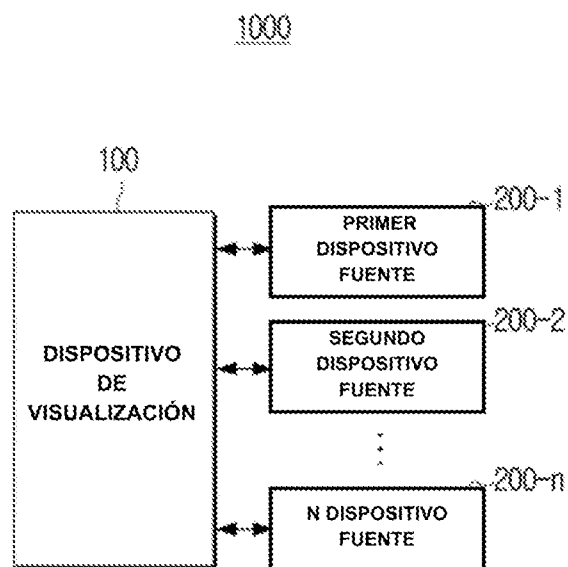 1000
100
DISPOSITIVO
DE
VISUALIZACIÓN
200-1
PRIMER
DISPOSITIVO
FUENTE
200-2
SEGUNDO
DISPOSITIVO
FUENTE
200-n
N DISPOSITIVO
FUENTE